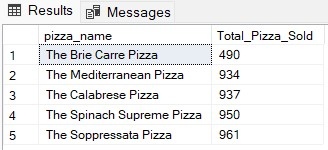 Results Messages
pizza_name Total_Pizza_Sold
1 The Brie Carre Pizza 490
2 The Mediterranean Pizza 934
3 The Calabrese Pizza 937
4 The Spinach Supreme Pizza 950
5 The Soppressata Pizza 961